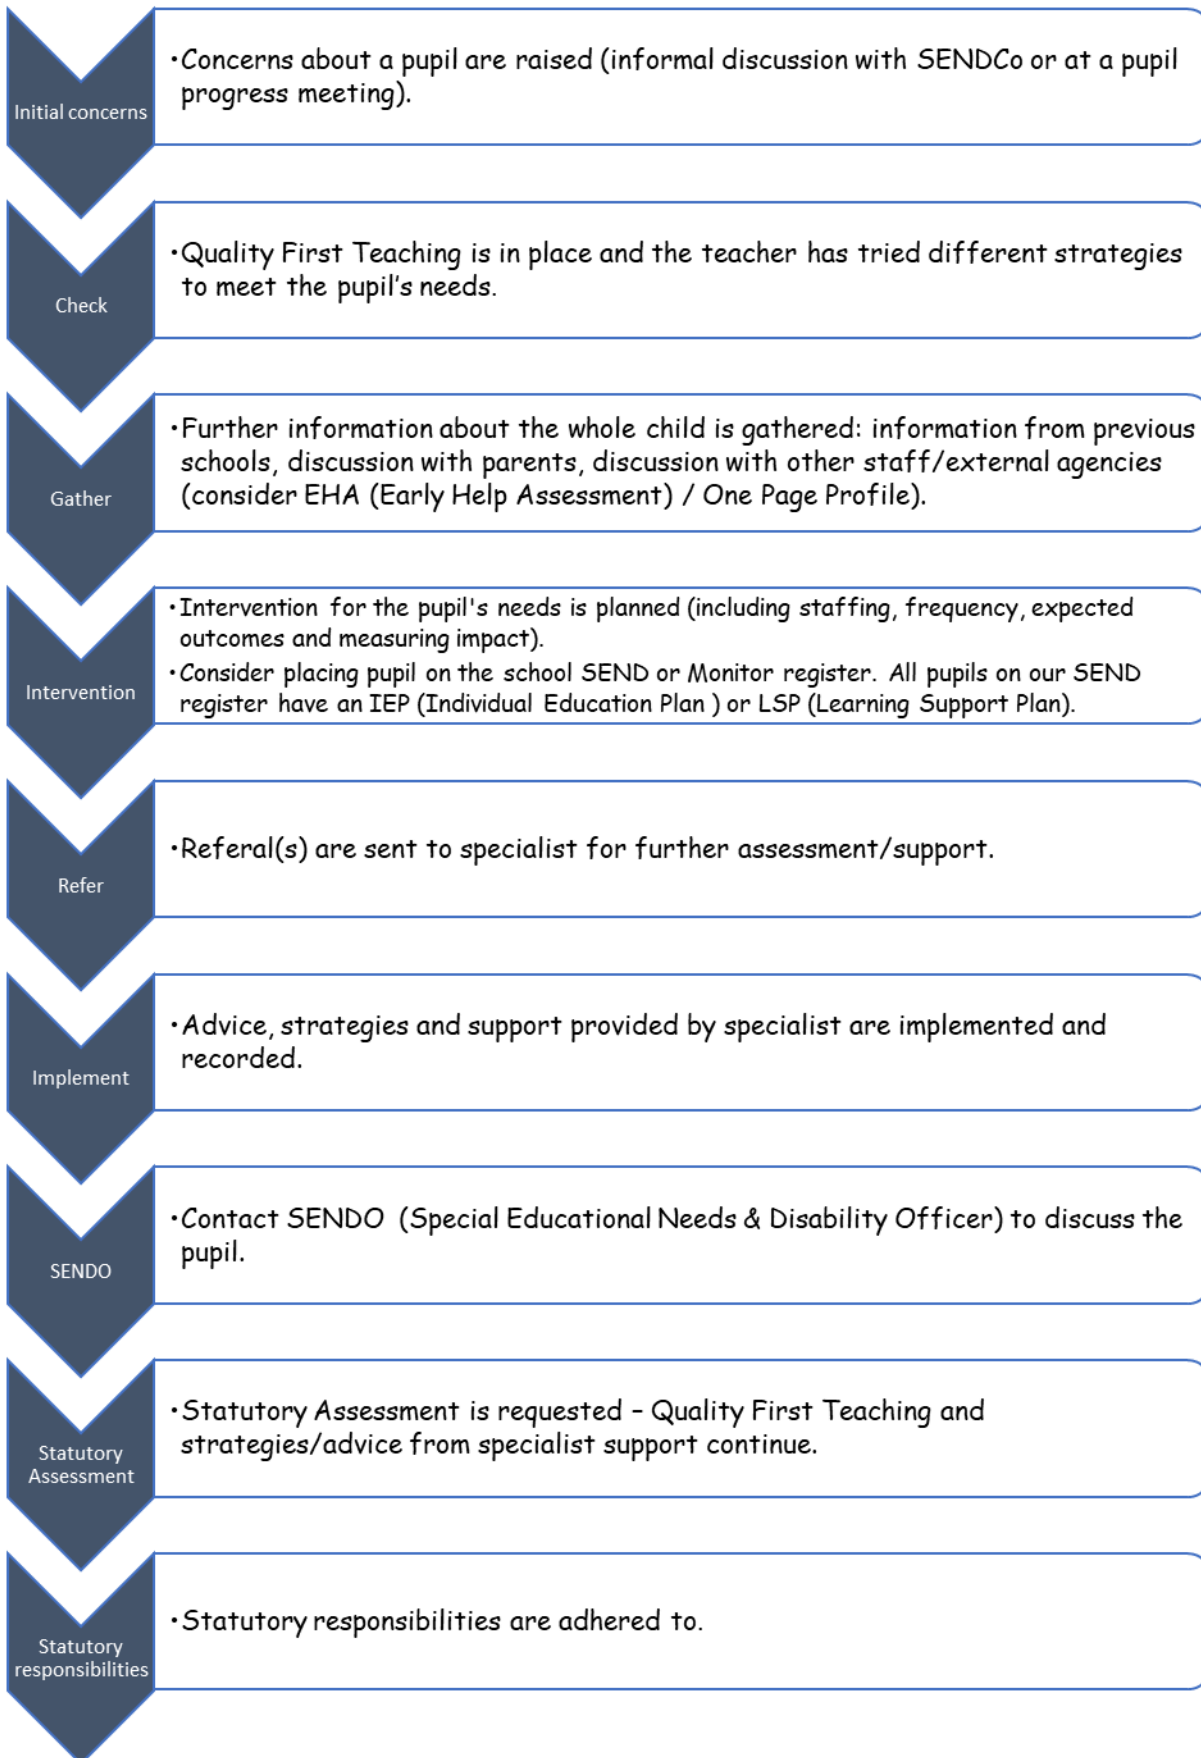 Initial concerns
•Concerns about a pupil are raised (informal discussion with SENDCo or at a pupil
progress meeting).
Check
•Quality First Teaching is in place and the teacher has tried different strategies
to meet the pupil's needs.
Gather
•Further information about the whole child is gathered: information from previous
schools, discussion with parents, discussion with other staff/external agencies
(consider EHA (Early Help Assessment) / One Page Profile).
Intervention
•Intervention for the pupil's needs is planned (including staffing, frequency, expected
outcomes and measuring impact).
•Consider placing pupil on the school SEND or Monitor register. All pupils on our SEND
register have an IEP (Individual Education Plan ) or LSP (Learning Support Plan).
Refer
•Referal(s) are sent to specialist for further assessment/support.
Implement
•Advice, strategies and support provided by specialist are implemented and
recorded.
SENDO
•Contact SENDO (Special Educational Needs & Disability Officer) to discuss the
pupil.
Statutory
Assessment
•Statutory Assessment is requested – Quality First Teaching and
strategies/advice from specialist support continue.
Statutory
responsibilities
•Statutory responsibilities are adhered to.